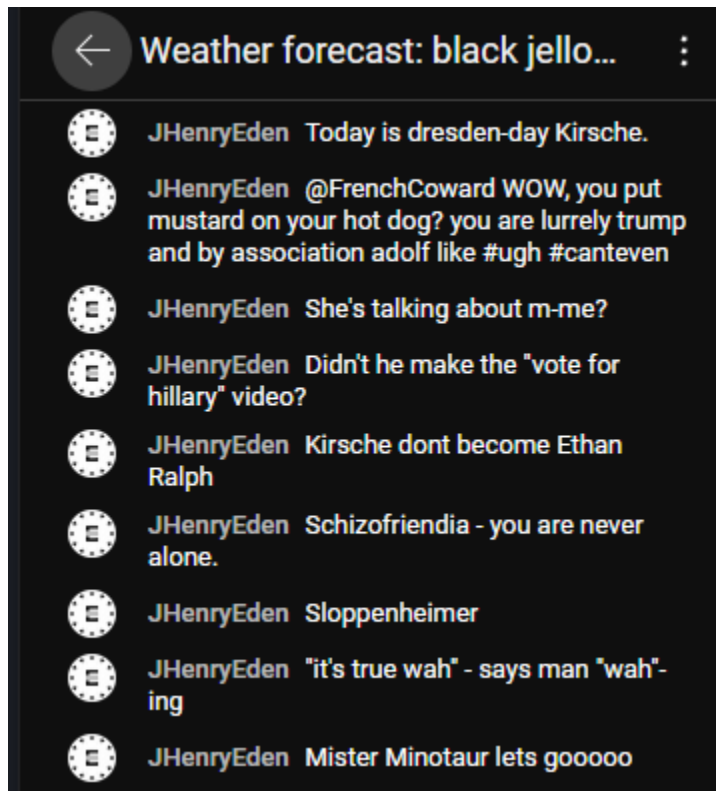 Weather forecast: black jello...
JHenryEden Today is dresden-day Kirsche.
JHenryEden @FrenchCoward WOW, you put
mustard on your hot dog? you are lurrely trump
and by association adolf like #ugh #canteven
JHenryEden She's talking about m-me?
JHenryEden Didn't he make the "vote for
hillary" video?
JHenryEden Kirsche dont become Ethan
Ralph
JHenryEden Schizofriendia - you are never
alone.
JHenryEden Sloppenheimer
JHenryEden "it's true wah" - says man "wah"-
ing
JHenryEden Mister Minotaur lets gooooo